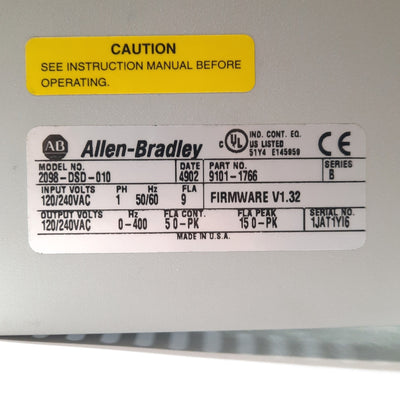 CAUTION
SEE INSTRUCTION MANUAL BEFORE
OPERATING.
AB Allen-Bradley
c UL US IND. CONT. EQ.
LISTED
51Y4 E145959
MODEL NO. DATE PART NO. SERIES
2098-DSD-010 4902 9101-1766 B
INPUT VOLTS PH Hz FLA
120/240VAC 1 50/60 9 FIRMWARE V1.32
OUTPUT VOLTS Hz FLA CONT. FLA PEAK SERIAL NO.
120/240VAC 0-400 5 0-PK 15 0-PK 1JAT1YI6
MADE IN U.S.A.